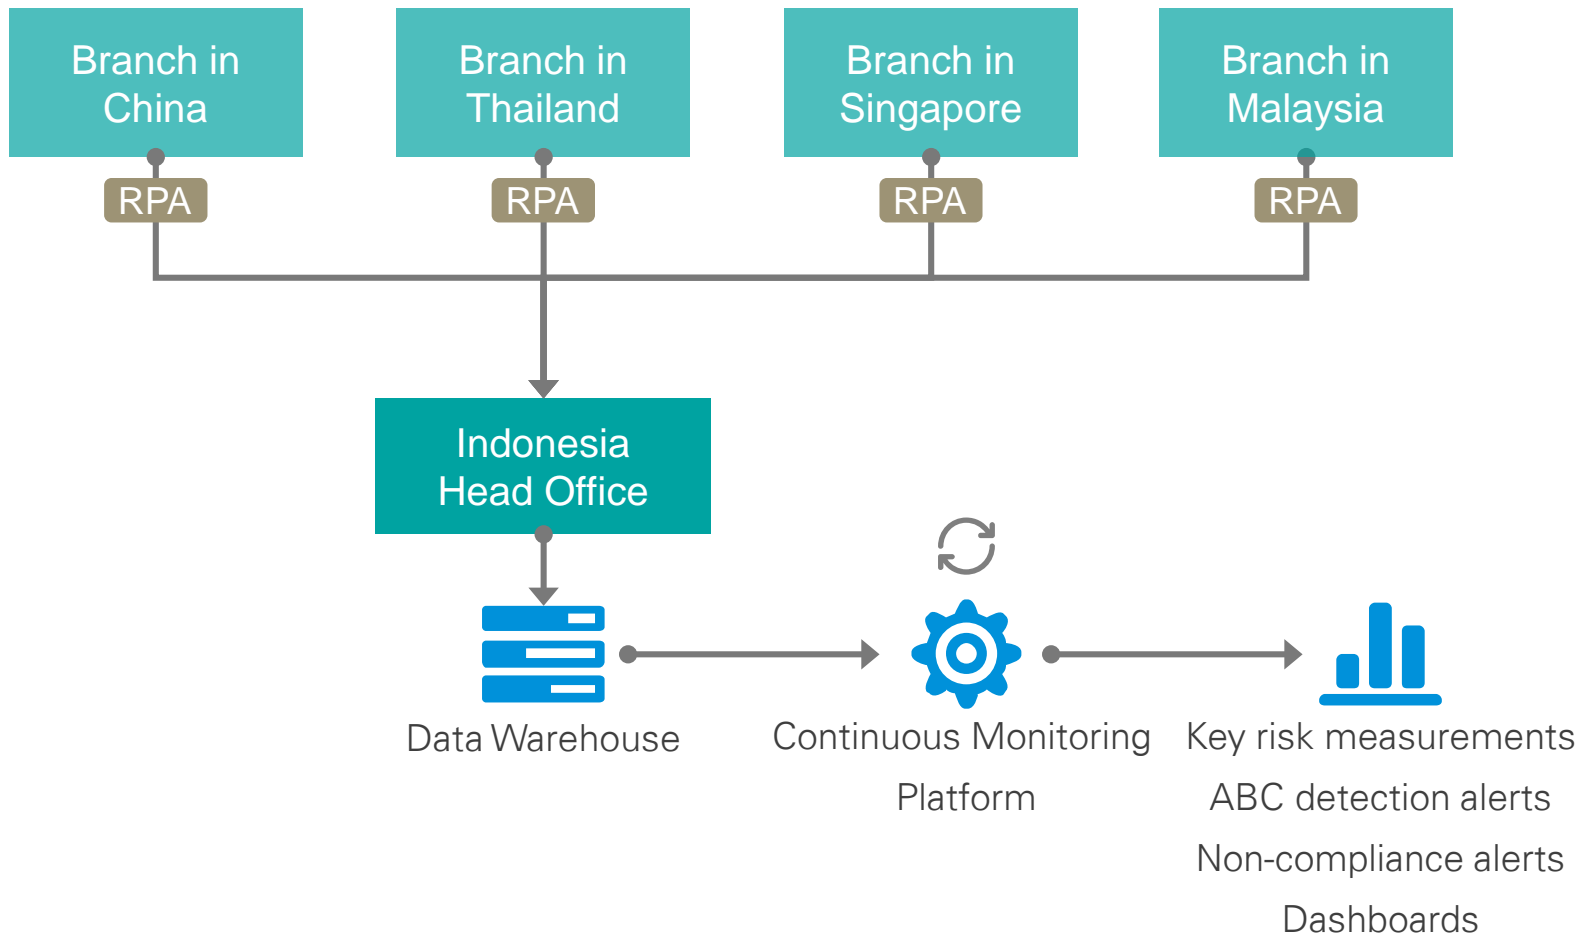 Branch in
China
Branch in
Thailand
Branch in
Singapore
Branch in
Malaysia
RPA
RPA
RPA
RPA
Indonesia
Head Office
Data Warehouse
Continuous Monitoring
Platform
Key risk measurements
ABC detection alerts
Non-compliance alerts
Dashboards